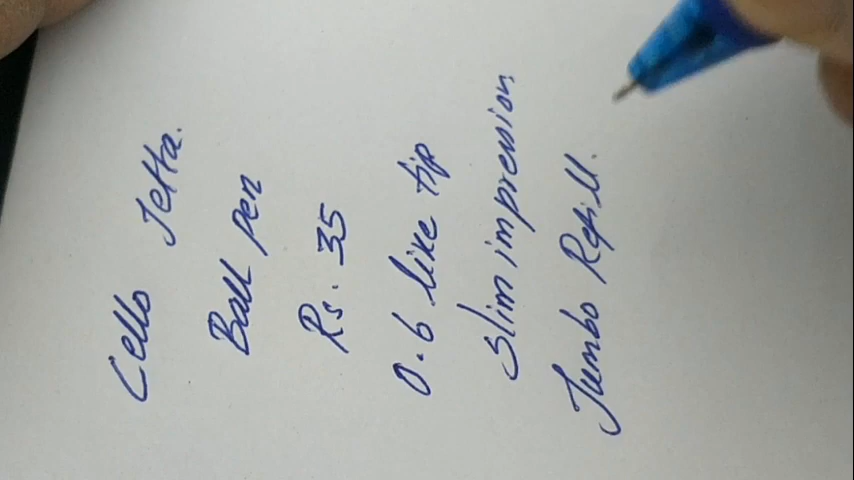 Cello Jetta.
Ball pen
Rs. 35
0.6 like tip
Slim impression
Jumbo Refill.